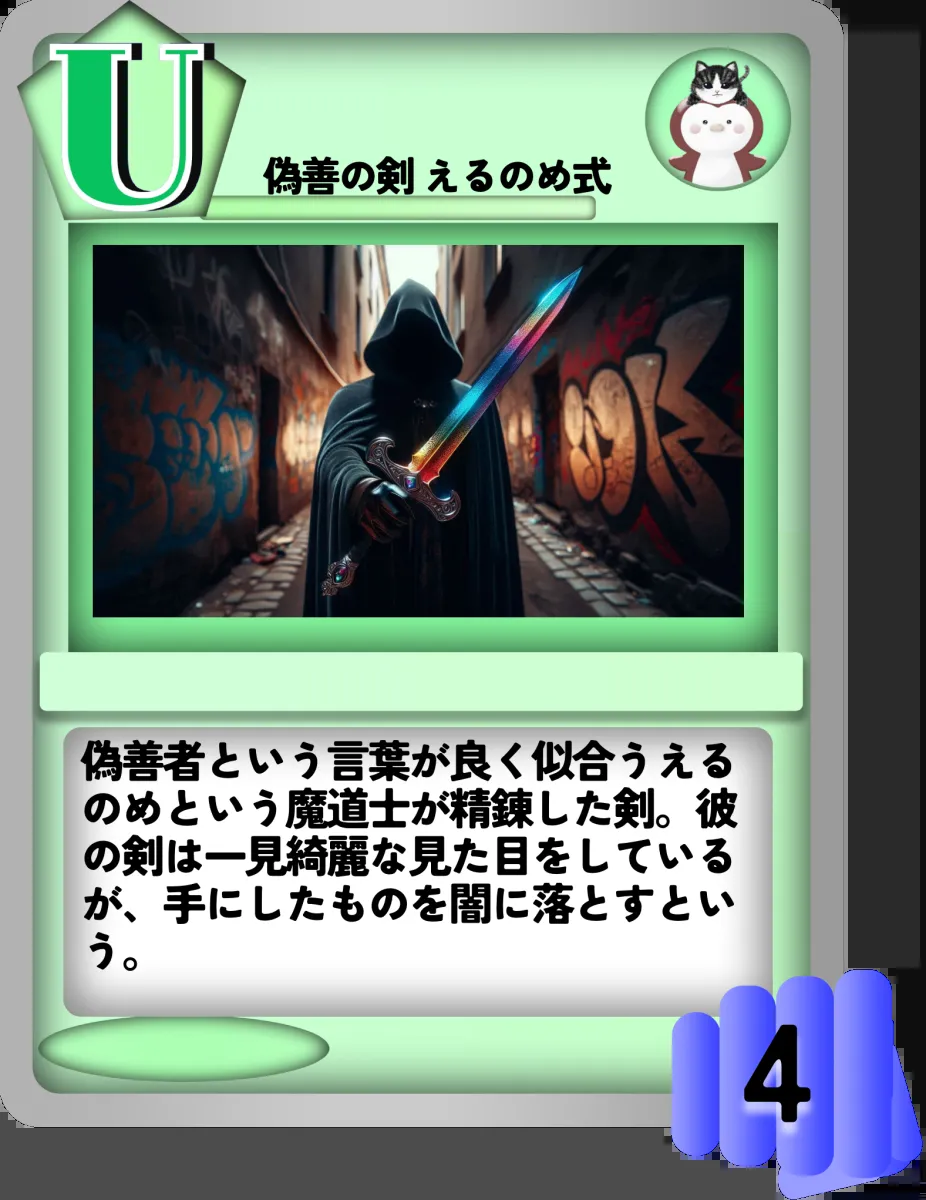 U
偽善の剣 えるのめ式
偽善者という言葉が良く似合うえる
のめという魔道士が精錬した剣。彼
の剣は一見綺麗な見た目をしている
が、手にしたものを闇に落とすとい
う。
4